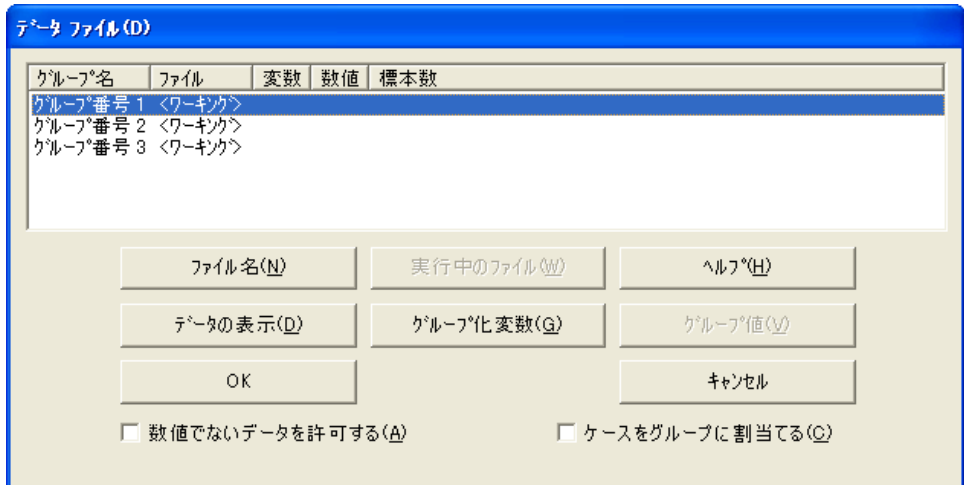 データ ファイル(D)
グループ名 ファイル 変数 数値 標本数
グループ番号 1 <ワーキング>
グループ番号 2 <ワーキング>
グループ番号 3 <ワーキング>
ファイル名(N) 実行中のファイル(W) ヘルプ(H)
データの表示(D) グループ化変数(G) グループ値(V)
OK キャンセル
数値でないデータを許可する(A) ケースをグループに割当てる(C)